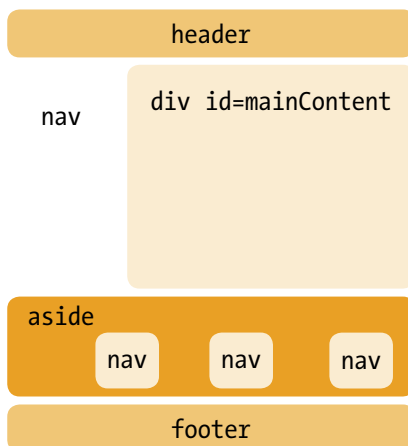 header
nav
div id=mainContent
aside
nav nav nav
footer